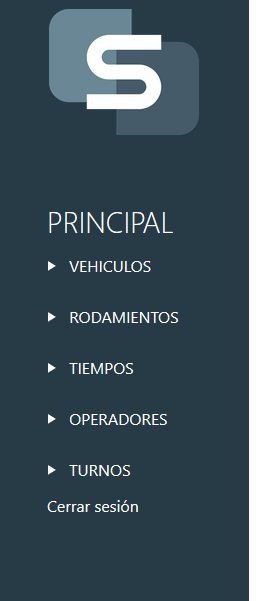 S
PRINCIPAL
VEHICULOS
RODAMIENTOS
TIEMPOS
OPERADORES
TURNOS
Cerrar sesión